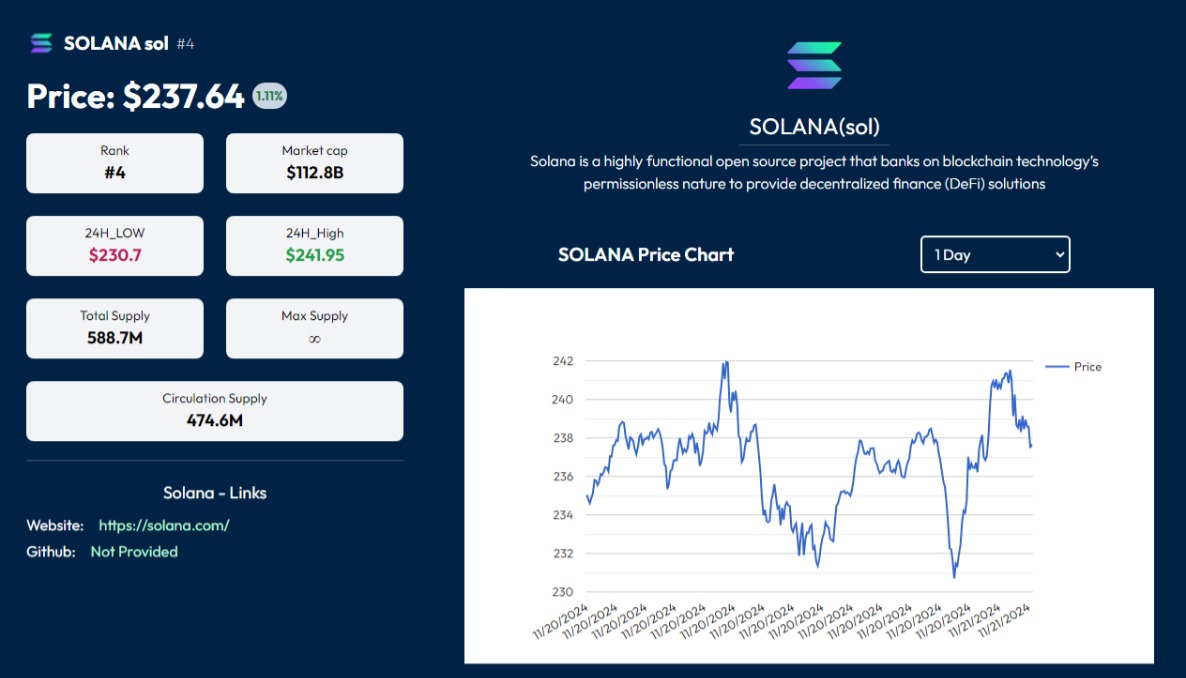 SOLANA sol #4
Price: $237.64 1.11%
Rank
#4
Market cap
$112.8B
24H_LOW
$230.7
24H_High
$241.95
Total Supply
588.7M
Max Supply
∞
Circulation Supply
474.6M
Solana - Links
Website: https://solana.com/
Github: Not Provided
SOLANA(sol)
Solana is a highly functional open source project that banks on blockchain technology's
permissionless nature to provide decentralized finance (DeFi) solutions
SOLANA Price Chart
1 Day
242
240
238
236
234
232
230
Price
11/20/2024
11/20/2024
11/20/2024
11/20/2024
11/20/2024
11/20/2024
11/20/2024
11/20/2024
11/20/2024
11/20/2024
11/20/2024
11/20/2024
11/20/2024
11/20/2024
11/21/2024
11/21/2024